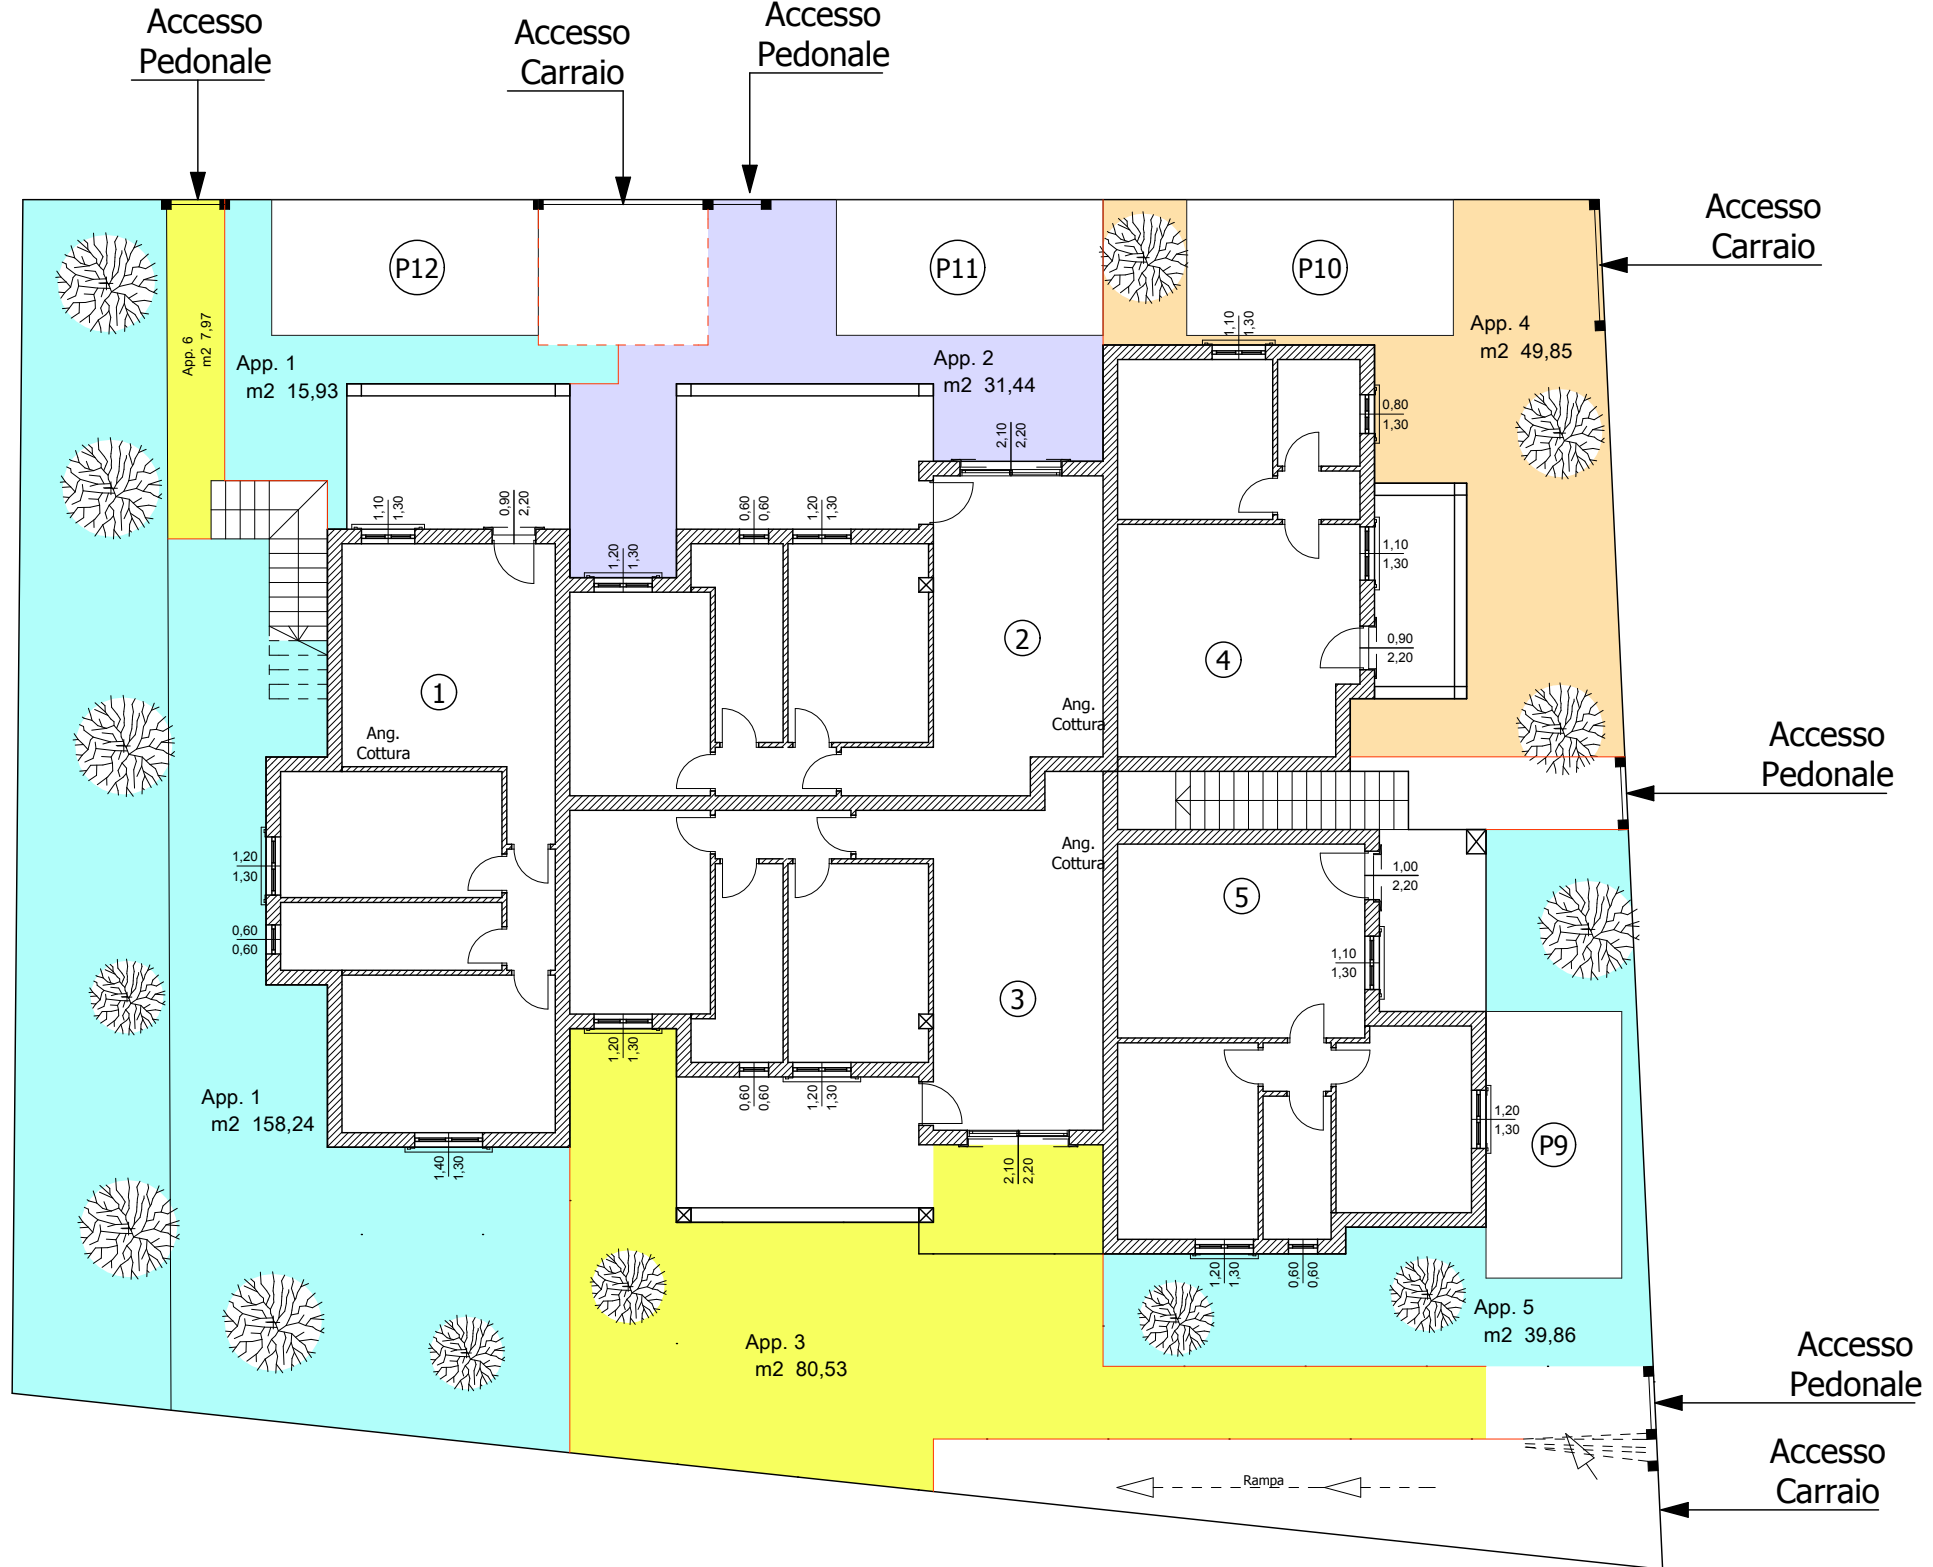 Accesso
Pedonale
Accesso
Carraio
Accesso
Pedonale
Accesso
Carraio
P12
P11
P10
App. 6
m2 7,97
App. 1
m2 15,93
App. 2
m2 31,44
App. 4
m2 49,85
1,10
1,30
0,80
1,30
2,10
2,20
1,10
1,30
0,90
2,20
0,60
0,60
1,20
1,30
1,20
1,30
1,10
1,30
0,90
2,20
1
2
4
Ang.
Cottura
Ang.
Cottura
Accesso
Pedonale
Ang.
Cottura
1,20
1,30
0,60
0,60
1,00
2,20
5
1,10
1,30
3
1,20
1,30
0,60
0,60
1,20
1,30
App. 1
m2 158,24
1,40
1,30
2,10
2,20
1,20
1,30
P9
1,20
1,30
0,60
0,60
App. 3
m2 80,53
App. 5
m2 39,86
Accesso
Pedonale
Accesso
Carraio
Rampa